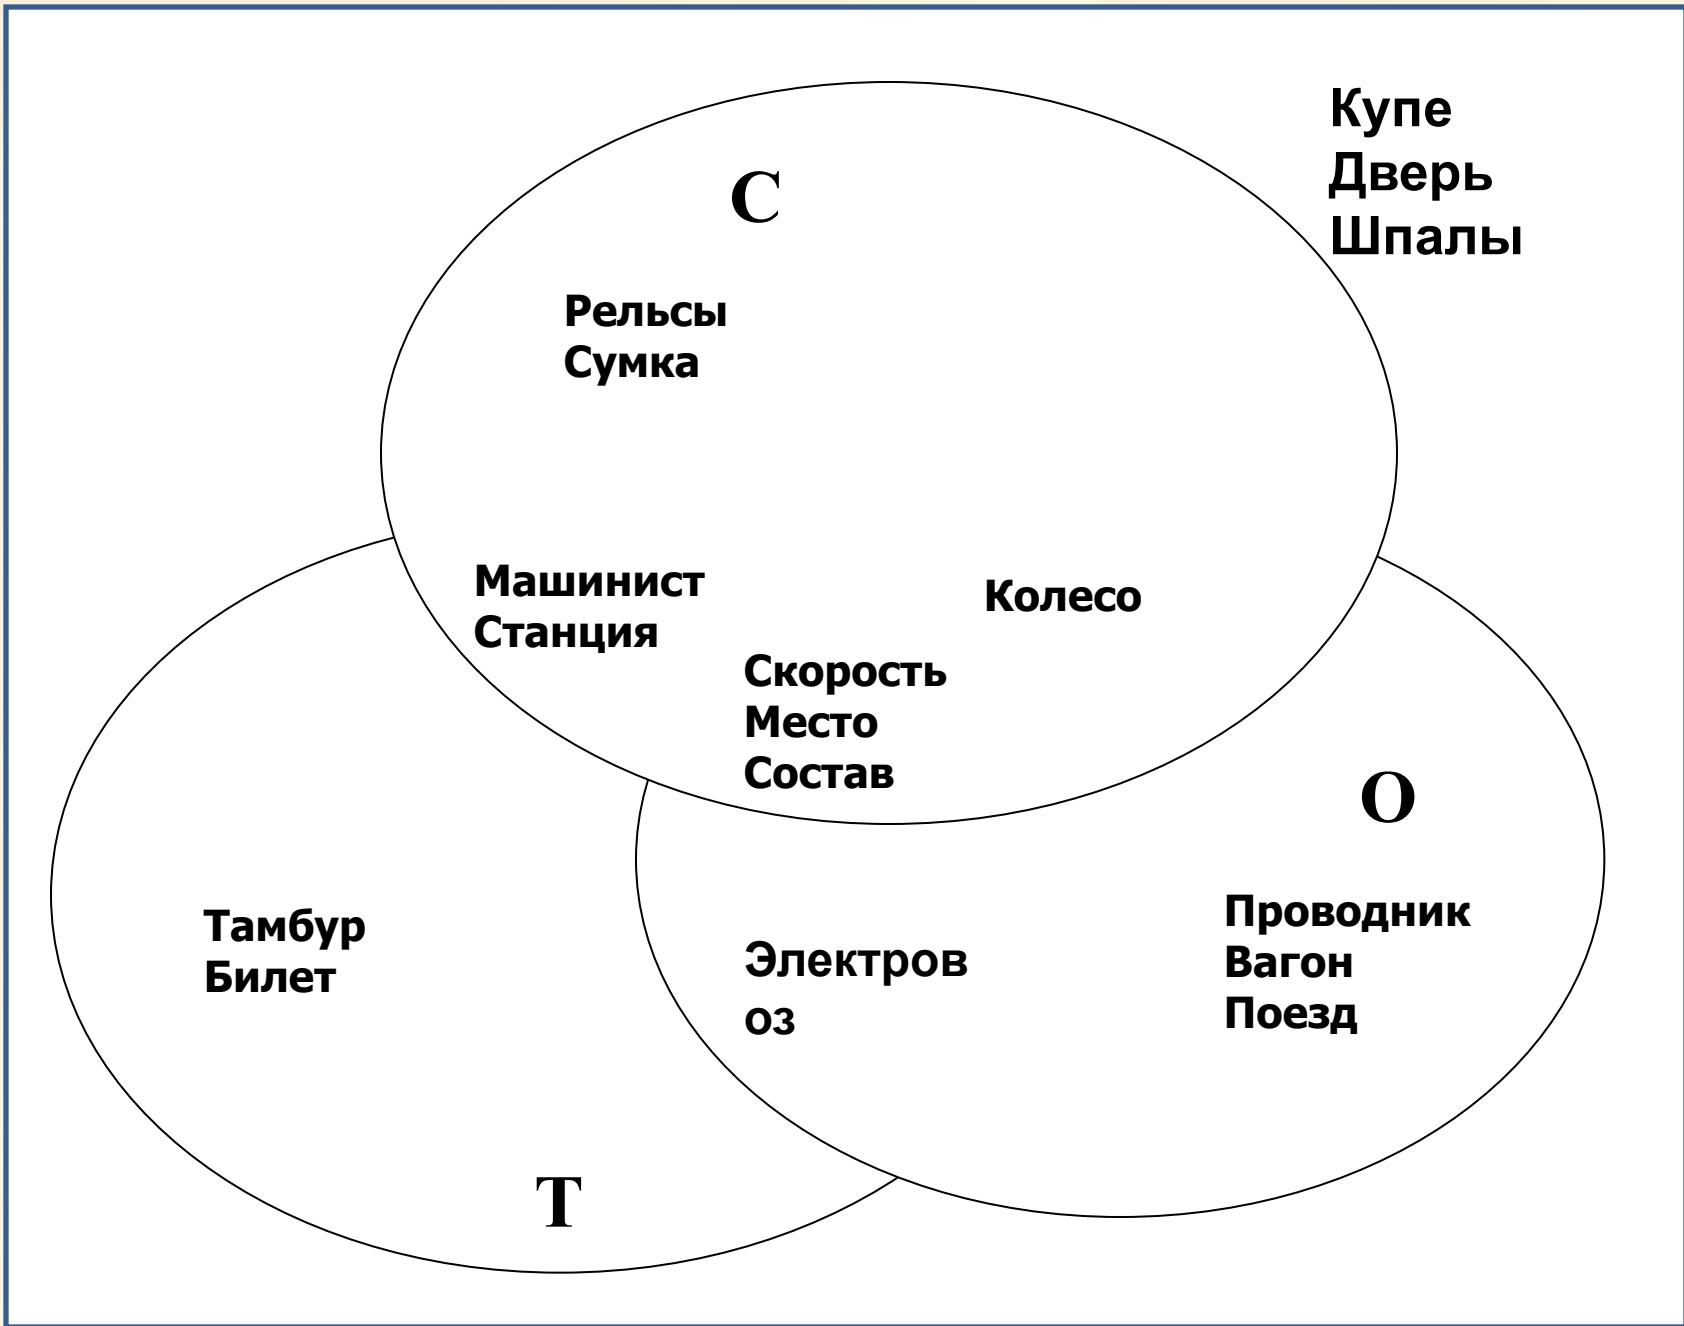 Купе
Дверь
Шпалы
С
Рельсы
Сумка
Машинист
Станция
Колесо
Скорость
Место
Состав
О
Тамбур
Билет
Электров
оз
Проводник
Вагон
Поезд
Т